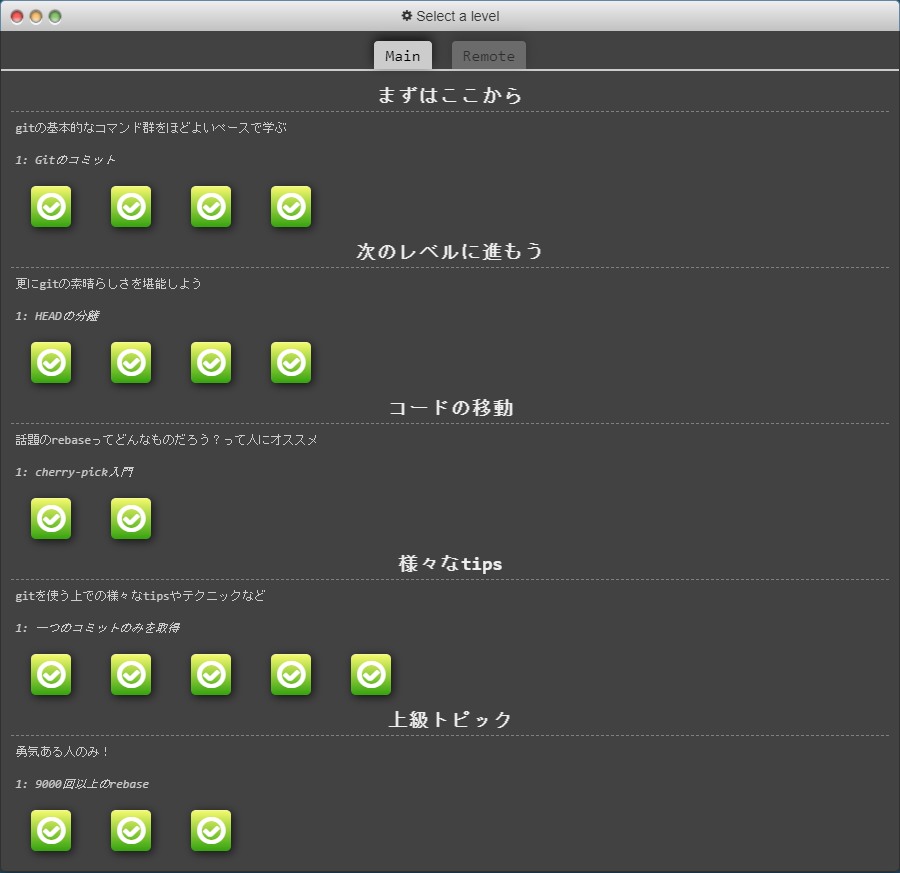 Select a level
Main Remote
まずはここから
gitの基本的なコマンド群をほどよいペースで学ぶ
1: Gitのコミット
次のレベルに進もう
更にgitの素晴らしさを堪能しよう
1: HEADの分離
コードの移動
話題のrebaseってどんなものだろう？って人にオススメ
1: cherry-pick入門
様々なtips
gitを使う上での様々なtipsやテクニックなど
1: 一つのコミットのみを取得
上級トピック
勇気ある人のみ！
1: 9000回以上のrebase